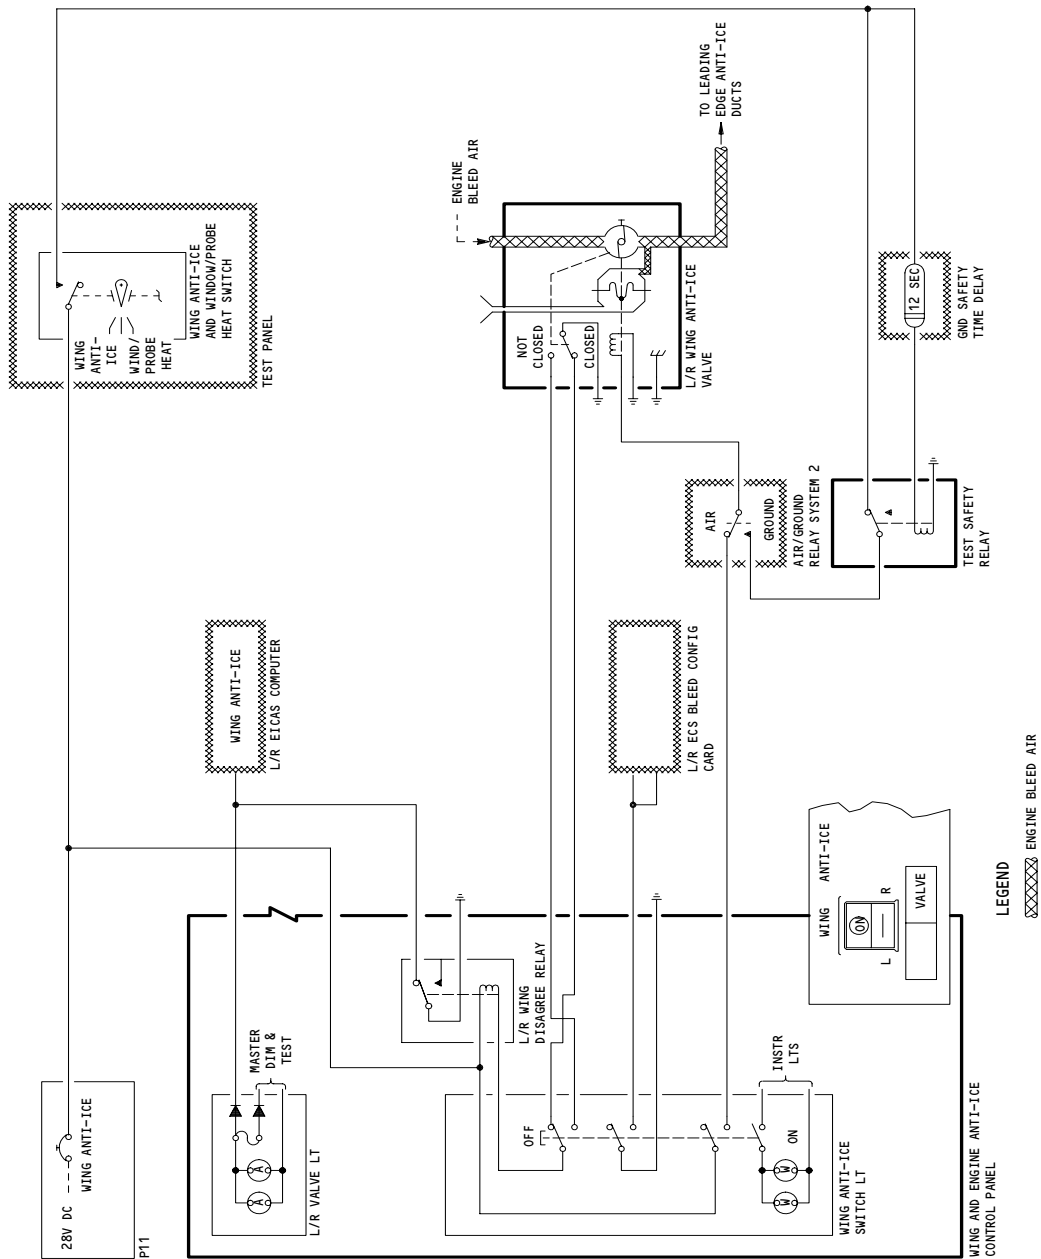 28V DC
WING ANTI-ICE
P11
WING
ANTI-
ICE
WIND/
PROBE
HEAT
WING ANTI-ICE
AND WINDOW/PROBE
HEAT SWITCH
TEST PANEL
A
A
L/R VALVE LT
MASTER
DIM &
TEST
WING ANTI-ICE
L/R EICAS COMPUTER
L/R WING
DISAGREE RELAY
OFF
ON
W
W
INSTR
LTS
WING ANTI-ICE
SWITCH LT
WING AND ENGINE ANTI-ICE
CONTROL PANEL
WING ANTI-ICE
ON
L R
VALVE
L/R ECS BLEED CONFIG
CARD
ENGINE
BLEED AIR
NOT
CLOSED
CLOSED
L/R WING ANTI-ICE
VALVE
TO LEADING
EDGE ANTI-ICE
DUCTS
AIR
GROUND
AIR/GROUND
RELAY SYSTEM 2
12 SEC
GND SAFETY
TIME DELAY
TEST SAFETY
RELAY
LEGEND
ENGINE BLEED AIR